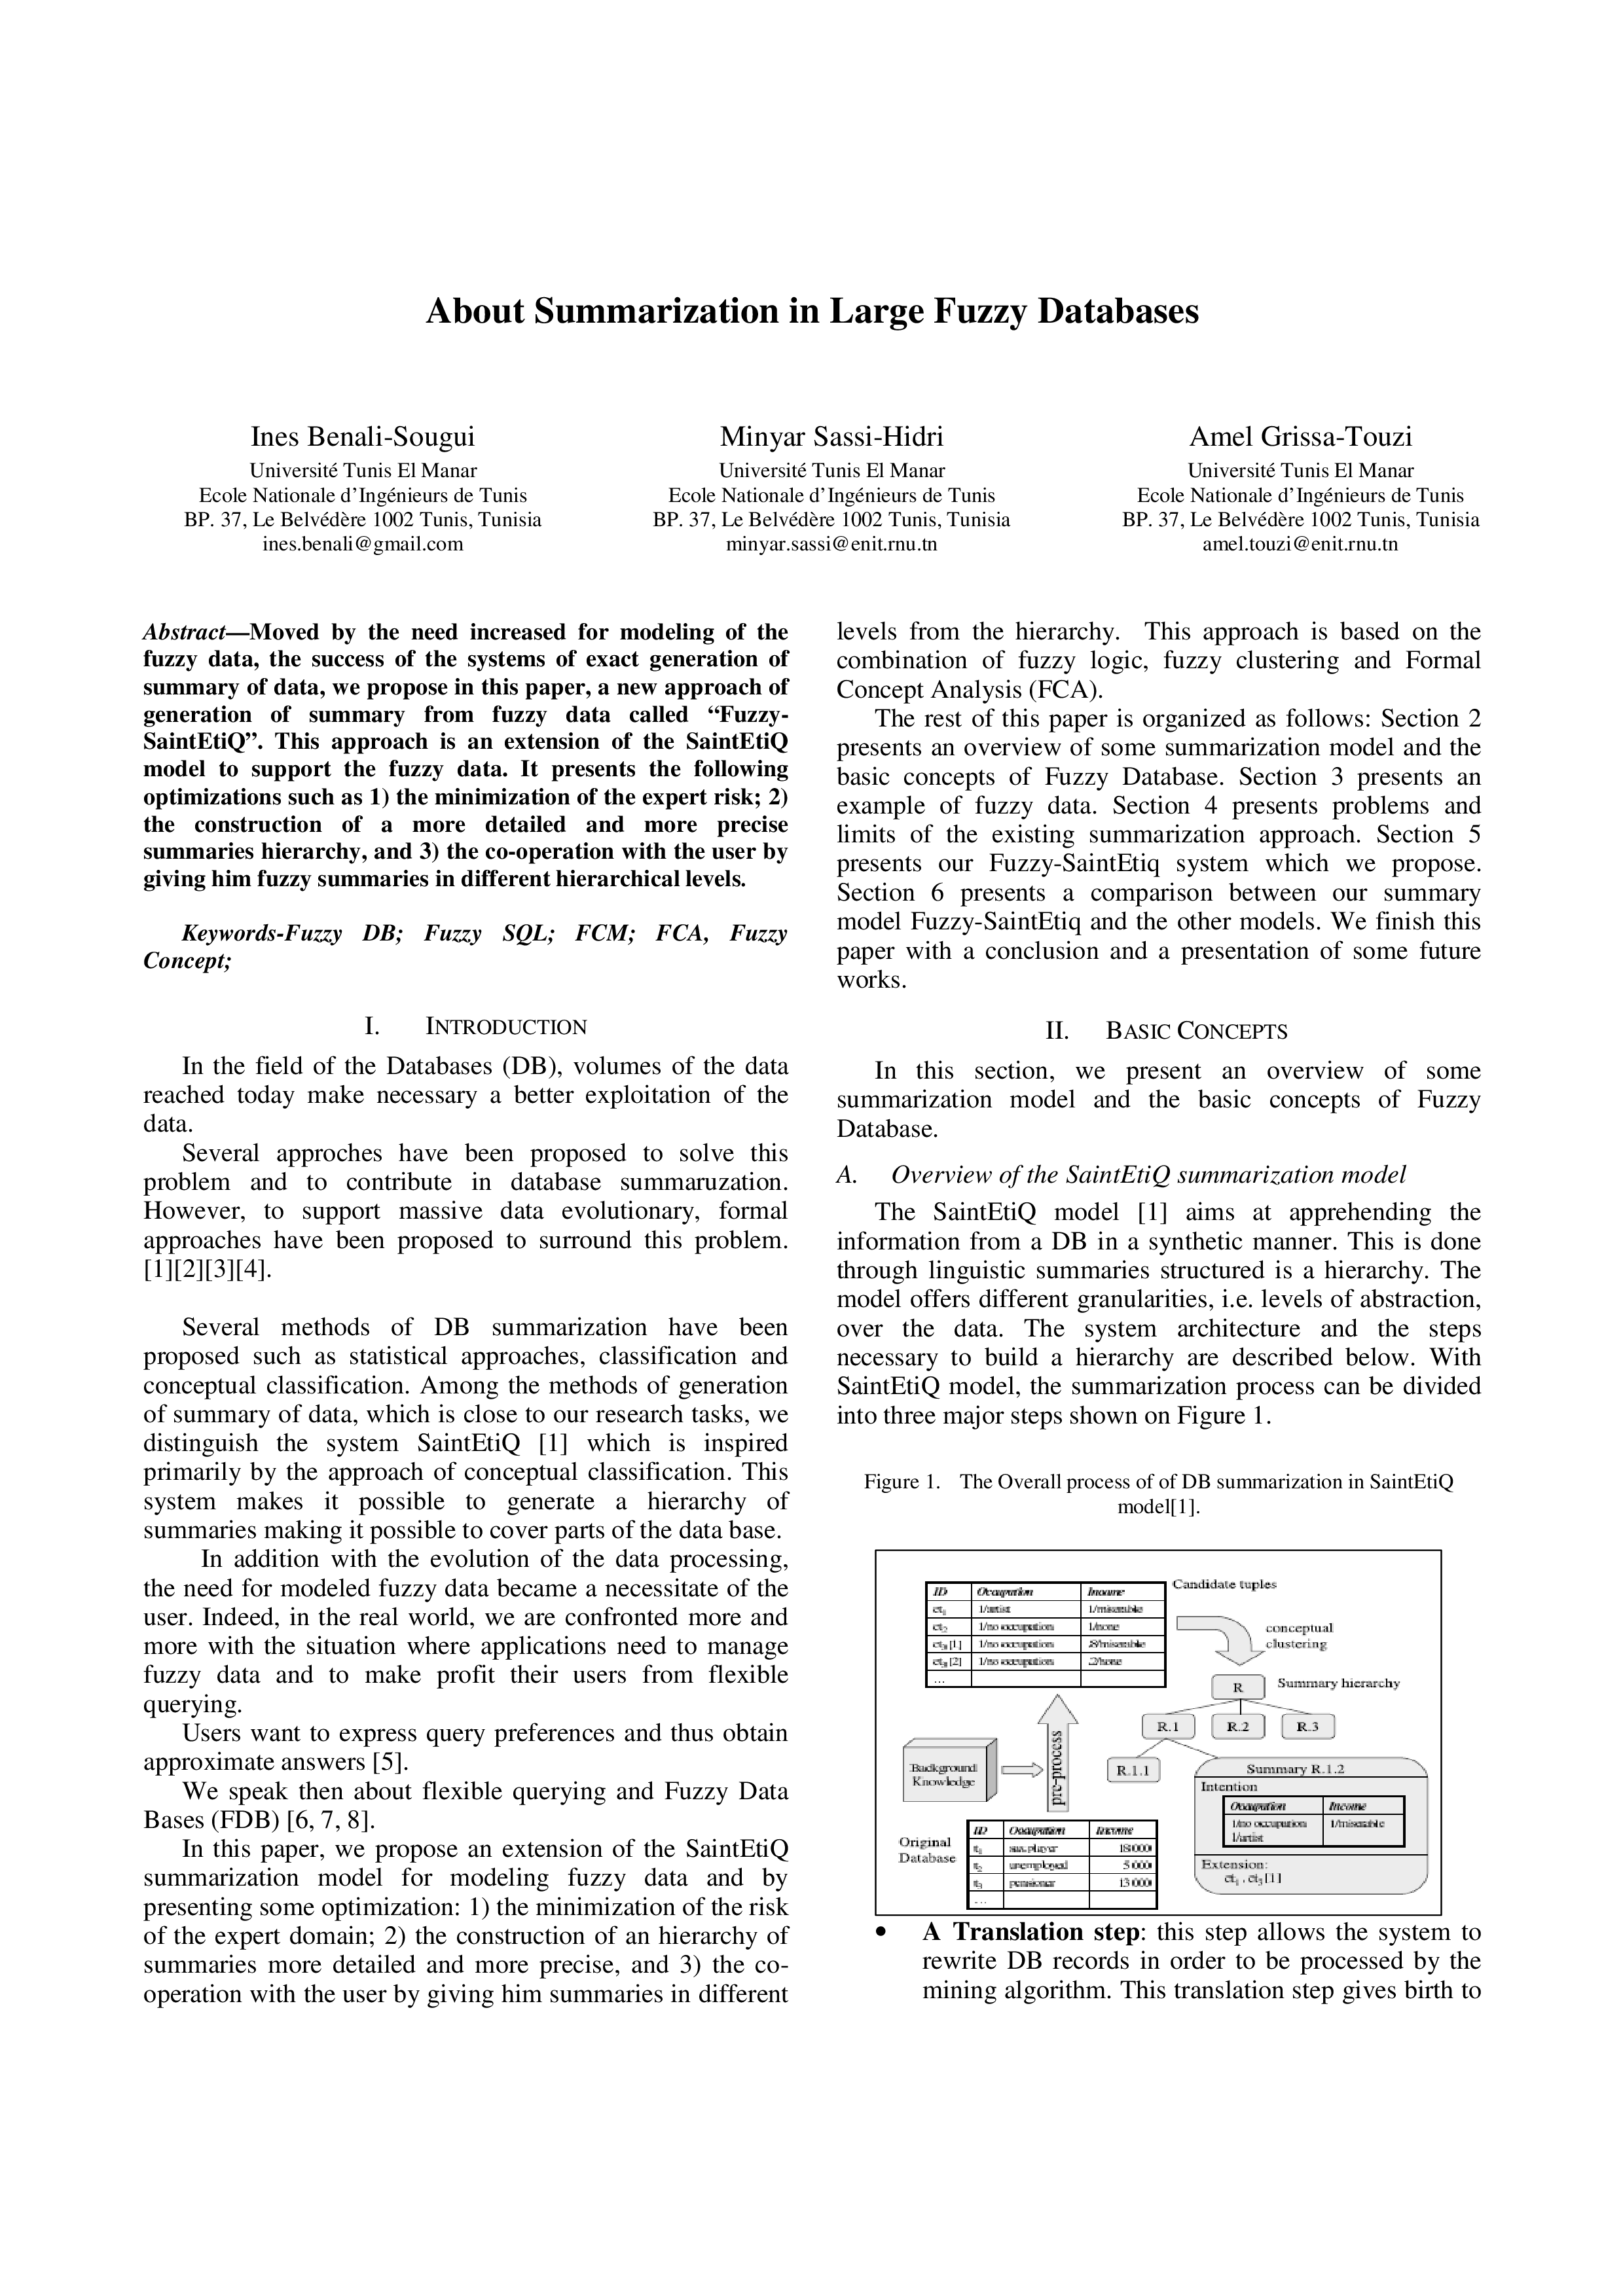 About Summarization in Large Fuzzy Databases
Ines Benali-Sougui
Université Tunis El Manar
Ecole Nationale d'Ingénieurs de Tunis
BP. 37, Le Belvédère 1002 Tunis, Tunisia
ines.benali@gmail.com
Minyar Sassi-Hidri
Université Tunis El Manar
Ecole Nationale d'Ingénieurs de Tunis
BP. 37, Le Belvédère 1002 Tunis, Tunisia
minyar.sassi@enit.rnu.tn
Amel Grissa-Touzi
Université Tunis El Manar
Ecole Nationale d'Ingénieurs de Tunis
BP. 37, Le Belvédère 1002 Tunis, Tunisia
amel.touzi@enit.rnu.tn
Abstract—Moved by the need increased for modeling of the
fuzzy data, the success of the systems of exact generation of
summary of data, we propose in this paper, a new approach of
generation of summary from fuzzy data called “Fuzzy-
SaintEtiQ”. This approach is an extension of the SaintEtiQ
model to support the fuzzy data. It presents the following
optimizations such as 1) the minimization of the expert risk; 2)
the construction of a more detailed and more precise
summaries hierarchy, and 3) the co-operation with the user by
giving him fuzzy summaries in different hierarchical levels.
Keywords-Fuzzy DB; Fuzzy SQL; FCM; FCA, Fuzzy
Concept;
I. INTRODUCTION
In the field of the Databases (DB), volumes of the data
reached today make necessary a better exploitation of the
data.
Several approches have been proposed to solve this
problem and to contribute in database summaruzation.
However, to support massive data evolutionary, formal
approaches have been proposed to surround this problem.
[1][2][3][4].
Several methods of DB summarization have been
proposed such as statistical approaches, classification and
conceptual classification. Among the methods of generation
of summary of data, which is close to our research tasks, we
distinguish the system SaintEtiQ [1] which is inspired
primarily by the approach of conceptual classification. This
system makes it possible to generate a hierarchy of
summaries making it possible to cover parts of the data base.
In addition with the evolution of the data processing,
the need for modeled fuzzy data became a necessitate of the
user. Indeed, in the real world, we are confronted more and
more with the situation where applications need to manage
fuzzy data and to make profit their users from flexible
querying.
Users want to express query preferences and thus obtain
approximate answers [5].
We speak then about flexible querying and Fuzzy Data
Bases (FDB) [6, 7, 8].
In this paper, we propose an extension of the SaintEtiQ
summarization model for modeling fuzzy data and by
presenting some optimization: 1) the minimization of the risk
of the expert domain; 2) the construction of an hierarchy of
summaries more detailed and more precise, and 3) the co-
operation with the user by giving him summaries in different
levels from the hierarchy. This approach is based on the
combination of fuzzy logic, fuzzy clustering and Formal
Concept Analysis (FCA).
The rest of this paper is organized as follows: Section 2
presents an overview of some summarization model and the
basic concepts of Fuzzy Database. Section 3 presents an
example of fuzzy data. Section 4 presents problems and
limits of the existing summarization approach. Section 5
presents our Fuzzy-SaintEtiq system which we propose.
Section 6 presents a comparison between our summary
model Fuzzy-SaintEtiq and the other models. We finish this
paper with a conclusion and a presentation of some future
works.
II. BASIC CONCEPTS
In this section, we present an overview of some
summarization model and the basic concepts of Fuzzy
Database.
A. Overview of the SaintEtiQ summarization model
The SaintEtiQ model [1] aims at apprehending the
information from a DB in a synthetic manner. This is done
through linguistic summaries structured is a hierarchy. The
model offers different granularities, i.e. levels of abstraction,
over the data. The system architecture and the steps
necessary to build a hierarchy are described below. With
SaintEtiQ model, the summarization process can be divided
into three major steps shown on Figure 1.
Figure 1. The Overall process of of DB summarization in SaintEtiQ
model[1].
ID Occupation Income
ct1 1/artist 1/miserable
ct2 1/no occupation 1/none
ct3[1] 1/no occupation .8/miserable
ct3[2] 1/no occupation .2/none
...
Candidate tuples
conceptual
clustering
Summary hierarchy
R
R.1 R.2 R.3
R.1.1
Summary R.1.2
Intention
Occupation Income
1/no occupation 1/miserable
1/artist
Extension:
ct1, ct3[1]
Background
Knowledge
pre-process
Original
Database
ID Occupation Income
t1 sax player 18000
t2 unemployed 5 000
t3 pensioner 13 000
...
• A Translation step: this step allows the system to
rewrite DB records in order to be processed by the
mining algorithm. This translation step gives birth to